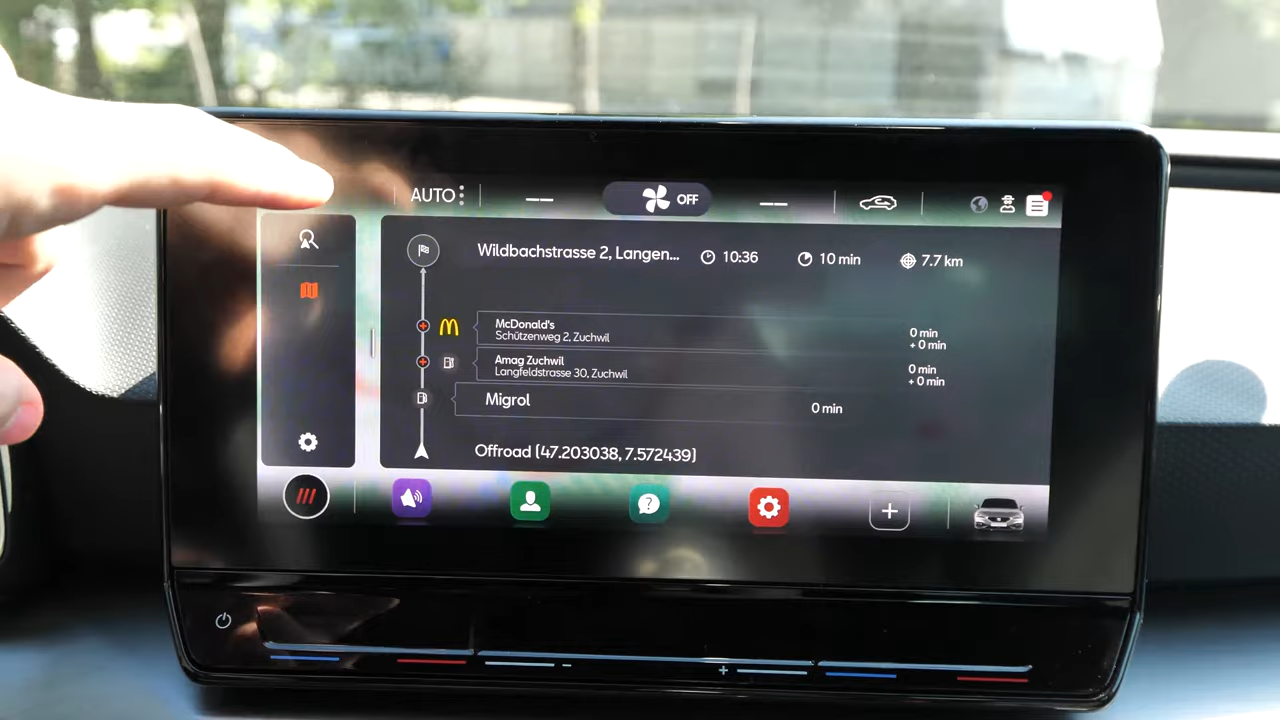 AUTO
OFF
Wildbachstrasse 2, Langen... 10:36 10 min 7.7 km
McDonald's
Schützenweg 2, Zuchwil
0 min
+ 0 min
Amag Zuchwil
Langfeldstrasse 30, Zuchwil
0 min
+ 0 min
Migrol 0 min
Offroad (47.203038, 7.572439)